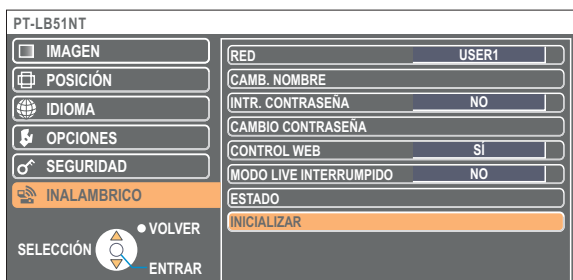 PT-LB51NT
IMAGEN
POSICIÓN
IDIOMA
OPCIONES
SEGURIDAD
INALAMBRICO
VOLVER
SELECCIÓN
ENTRAR
RED USER1
CAMB. NOMBRE
INTR. CONTRASEÑA NO
CAMBIO CONTRASEÑA
CONTROL WEB SÍ
MODO LIVE INTERRUMPIDO NO
ESTADO
INICIALIZAR